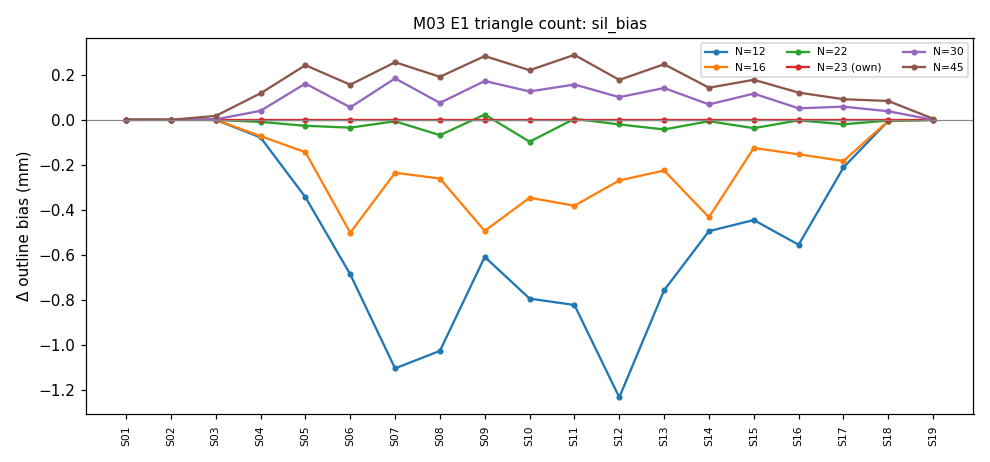 M03 E1 triangle count: sil_bias
Δ outline bias (mm)
0.2
0.0
−0.2
−0.4
−0.6
−0.8
−1.0
−1.2
N=12 N=22 N=30
N=16 N=23 (own) N=45
S01 S02 S03 S04 S05 S06 S07 S08 S09 S10 S11 S12 S13 S14 S15 S16 S17 S18 S19